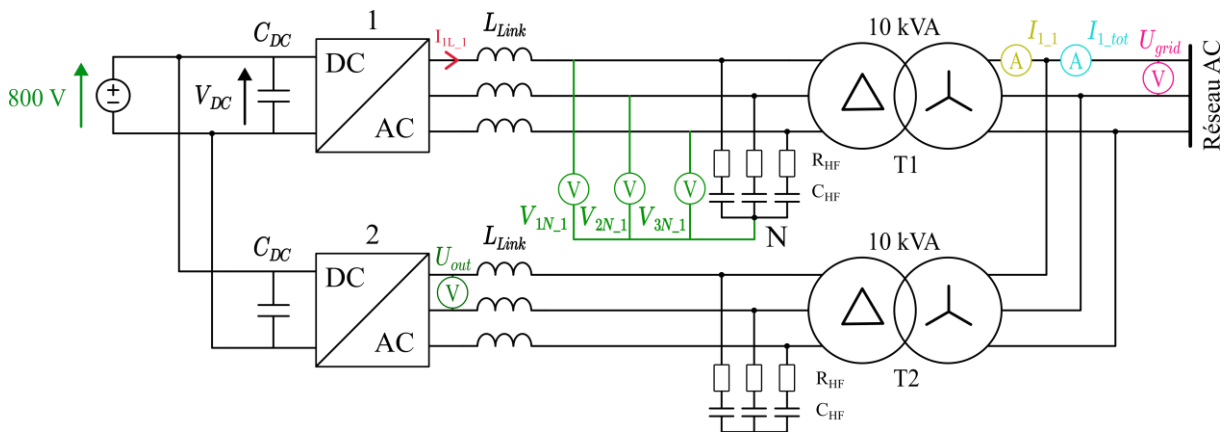 1
10 kVA
C_DC
L_Link
I_1L_1
I_1_1
I_1_tot
U_grid
DC
A
A
V
800 V
V_DC
AC
Réseau AC
T1
R_HF
V
V
V
C_HF
V_1N_1
V_2N_1
V_3N_1
N
2
10 kVA
C_DC
L_Link
U_out
DC
V
AC
T2
R_HF
C_HF